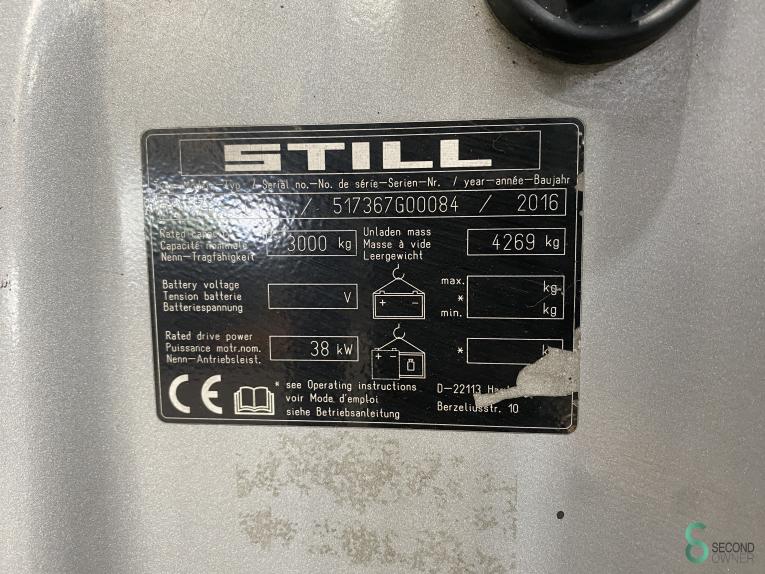 STILL
/ Serial no.-No. de série-Serien-Nr. / year-année-Baujahr
/ 517367G00084 / 2016
Rated capacity
Capacité nominale
Nenn-Tragfähigkeit
3000 kg
Unladen mass
Masse à vide
Leergewicht
4269 kg
Battery voltage
Tension batterie
Batteriespannung
V
+ -
max.
*
min.
kg
kg
Rated drive power
Puissance motr.nom.
Nenn-Antriebsleist.
38 kW
+
*
CE
* see Operating instructions
voir Mode d'emploi
siehe Betriebsanleitung
D-22113
Berzeliusstr. 10
SECOND
OWNER